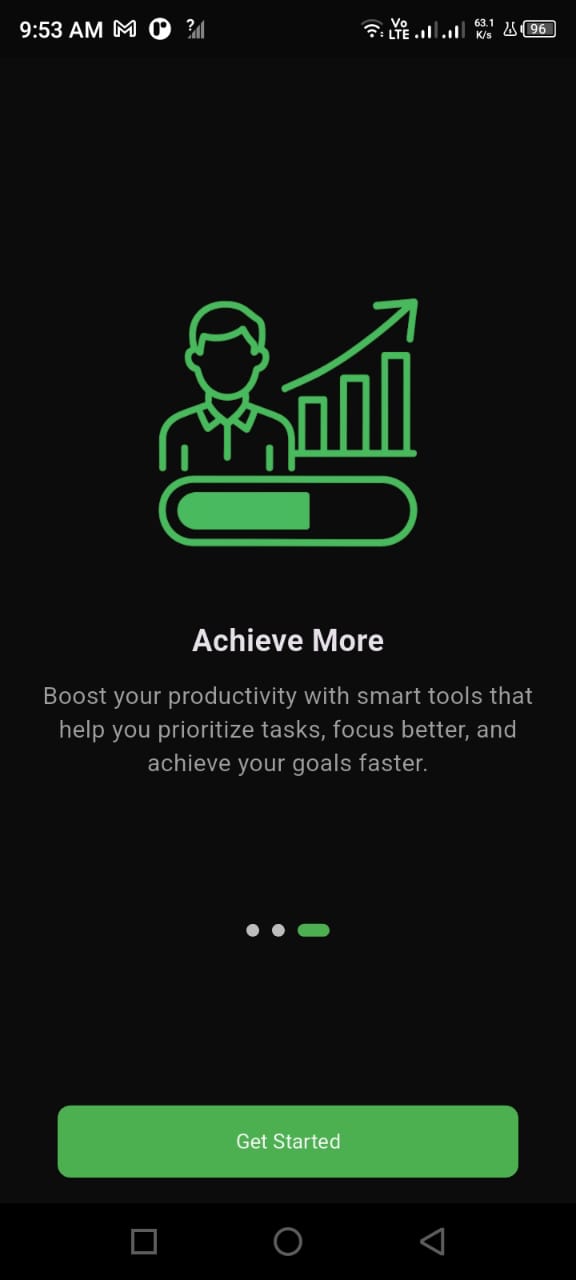 9:53 AM ? Vo LTE 63.1 K/s 96
Achieve More
Boost your productivity with smart tools that
help you prioritize tasks, focus better, and
achieve your goals faster.
Get Started